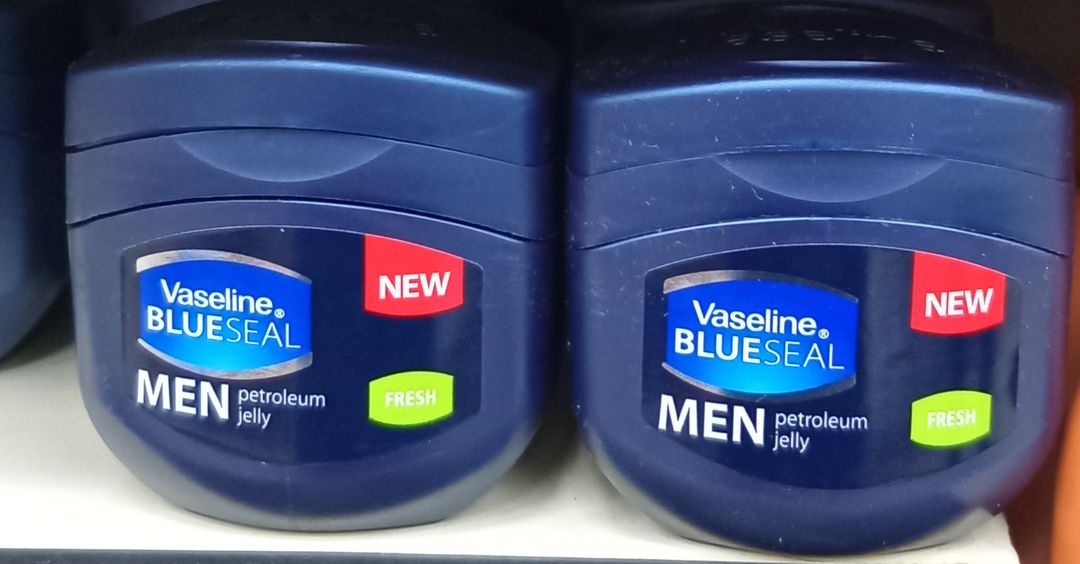 Vaseline®
BLUESEAL
MEN petroleum
jelly
NEW
FRESH
Vaseline®
BLUESEAL
MEN petroleum
jelly
NEW
FRESH